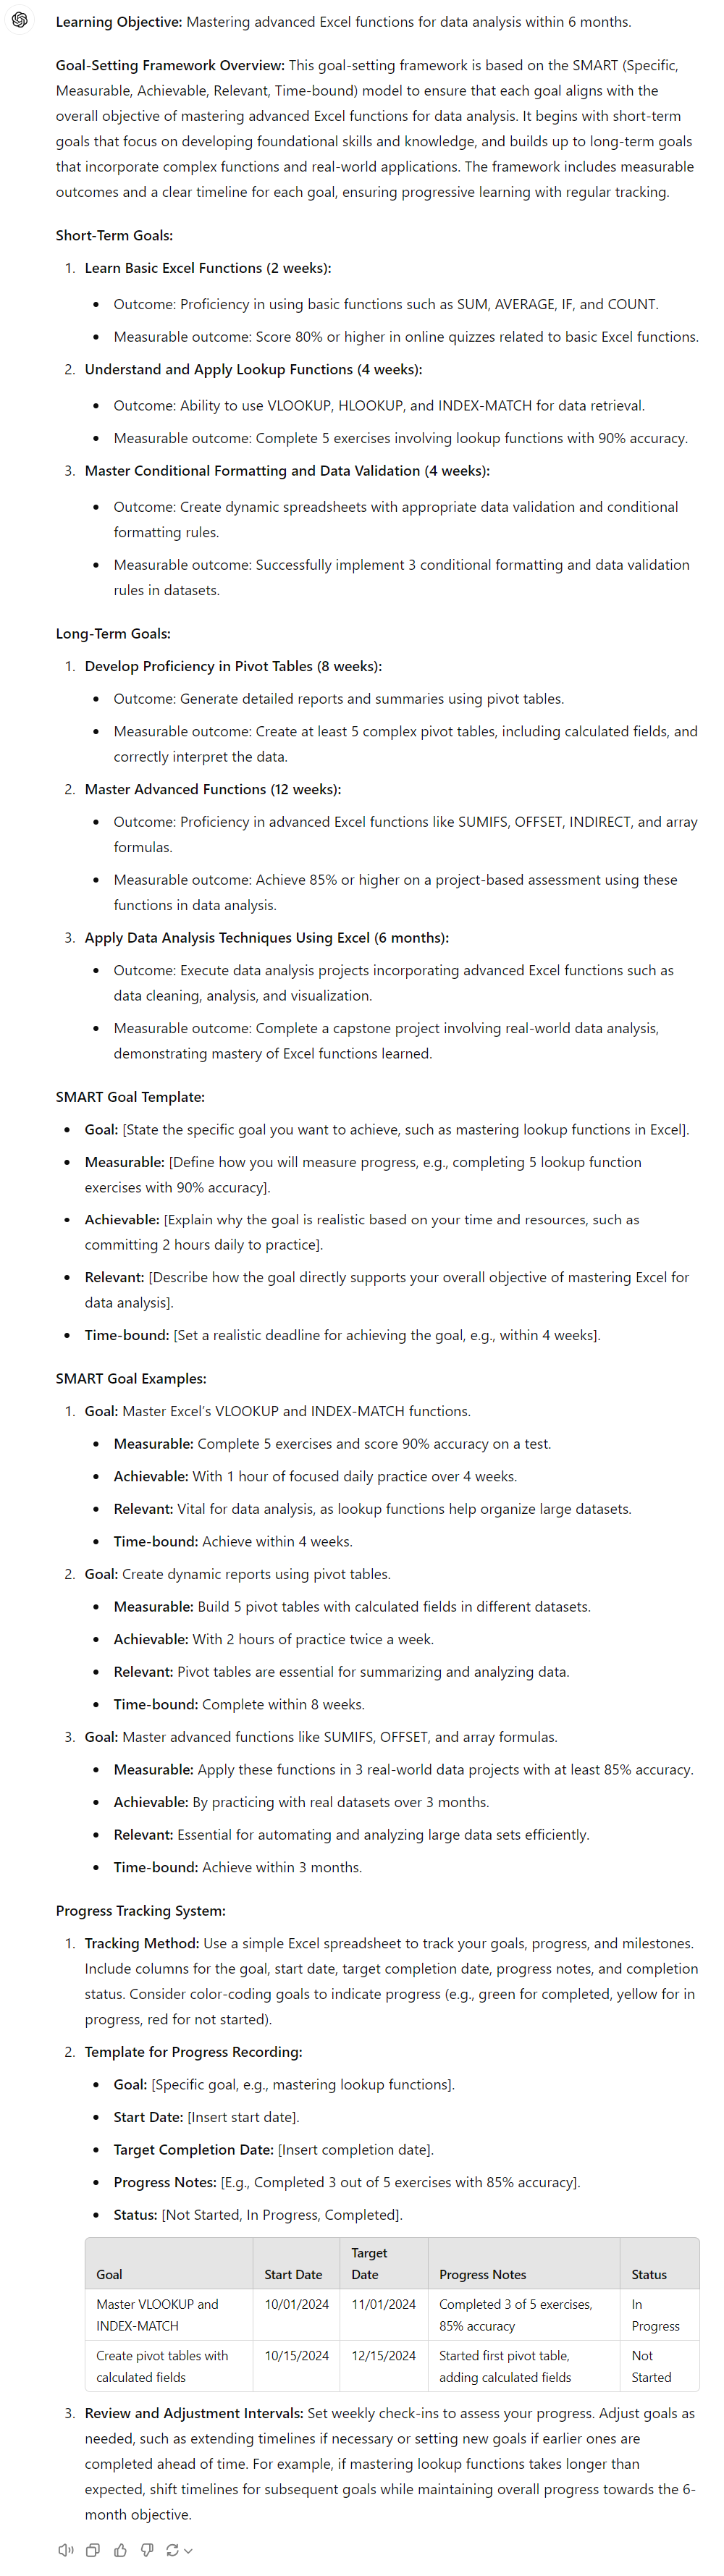 Learning Objective: Mastering advanced Excel functions for data analysis within 6 months.
Goal-Setting Framework Overview: This goal-setting framework is based on the SMART (Specific,
Measurable, Achievable, Relevant, Time-bound) model to ensure that each goal aligns with the
overall objective of mastering advanced Excel functions for data analysis. It begins with short-term
goals that focus on developing foundational skills and knowledge, and builds up to long-term goals
that incorporate complex functions and real-world applications. The framework includes measurable
outcomes and a clear timeline for each goal, ensuring progressive learning with regular tracking.
Short-Term Goals:
1. Learn Basic Excel Functions (2 weeks):
• Outcome: Proficiency in using basic functions such as SUM, AVERAGE, IF, and COUNT.
• Measurable outcome: Score 80% or higher in online quizzes related to basic Excel functions.
2. Understand and Apply Lookup Functions (4 weeks):
• Outcome: Ability to use VLOOKUP, HLOOKUP, and INDEX-MATCH for data retrieval.
• Measurable outcome: Complete 5 exercises involving lookup functions with 90% accuracy.
3. Master Conditional Formatting and Data Validation (4 weeks):
• Outcome: Create dynamic spreadsheets with appropriate data validation and conditional
formatting rules.
• Measurable outcome: Successfully implement 3 conditional formatting and data validation
rules in datasets.
Long-Term Goals:
1. Develop Proficiency in Pivot Tables (8 weeks):
• Outcome: Generate detailed reports and summaries using pivot tables.
• Measurable outcome: Create at least 5 complex pivot tables, including calculated fields, and
correctly interpret the data.
2. Master Advanced Functions (12 weeks):
• Outcome: Proficiency in advanced Excel functions like SUMIFS, OFFSET, INDIRECT, and array
formulas.
• Measurable outcome: Achieve 85% or higher on a project-based assessment using these
functions in data analysis.
3. Apply Data Analysis Techniques Using Excel (6 months):
• Outcome: Execute data analysis projects incorporating advanced Excel functions such as
data cleaning, analysis, and visualization.
• Measurable outcome: Complete a capstone project involving real-world data analysis,
demonstrating mastery of Excel functions learned.
SMART Goal Template:
• Goal: [State the specific goal you want to achieve, such as mastering lookup functions in Excel].
• Measurable: [Define how you will measure progress, e.g., completing 5 lookup function
exercises with 90% accuracy].
• Achievable: [Explain why the goal is realistic based on your time and resources, such as
committing 2 hours daily to practice].
• Relevant: [Describe how the goal directly supports your overall objective of mastering Excel for
data analysis].
• Time-bound: [Set a realistic deadline for achieving the goal, e.g., within 4 weeks].
SMART Goal Examples:
1. Goal: Master Excel’s VLOOKUP and INDEX-MATCH functions.
• Measurable: Complete 5 exercises and score 90% accuracy on a test.
• Achievable: With 1 hour of focused daily practice over 4 weeks.
• Relevant: Vital for data analysis, as lookup functions help organize large datasets.
• Time-bound: Achieve within 4 weeks.
2. Goal: Create dynamic reports using pivot tables.
• Measurable: Build 5 pivot tables with calculated fields in different datasets.
• Achievable: With 2 hours of practice twice a week.
• Relevant: Pivot tables are essential for summarizing and analyzing data.
• Time-bound: Complete within 8 weeks.
3. Goal: Master advanced functions like SUMIFS, OFFSET, and array formulas.
• Measurable: Apply these functions in 3 real-world data projects with at least 85% accuracy.
• Achievable: By practicing with real datasets over 3 months.
• Relevant: Essential for automating and analyzing large data sets efficiently.
• Time-bound: Achieve within 3 months.
Progress Tracking System:
1. Tracking Method: Use a simple Excel spreadsheet to track your goals, progress, and milestones.
Include columns for the goal, start date, target completion date, progress notes, and completion
status. Consider color-coding goals to indicate progress (e.g., green for completed, yellow for in
progress, red for not started).
2. Template for Progress Recording:
• Goal: [Specific goal, e.g., mastering lookup functions].
• Start Date: [Insert start date].
• Target Completion Date: [Insert completion date].
• Progress Notes: [E.g., Completed 3 out of 5 exercises with 85% accuracy].
• Status: [Not Started, In Progress, Completed].
Target
Goal Start Date Date Progress Notes Status
Master VLOOKUP and 10/01/2024 11/01/2024 Completed 3 of 5 exercises, In
INDEX-MATCH 85% accuracy Progress
Create pivot tables with 10/15/2024 12/15/2024 Started first pivot table, Not
calculated fields adding calculated fields Started
3. Review and Adjustment Intervals: Set weekly check-ins to assess your progress. Adjust goals as
needed, such as extending timelines if necessary or setting new goals if earlier ones are
completed ahead of time. For example, if mastering lookup functions takes longer than
expected, shift timelines for subsequent goals while maintaining overall progress towards the 6-
month objective.